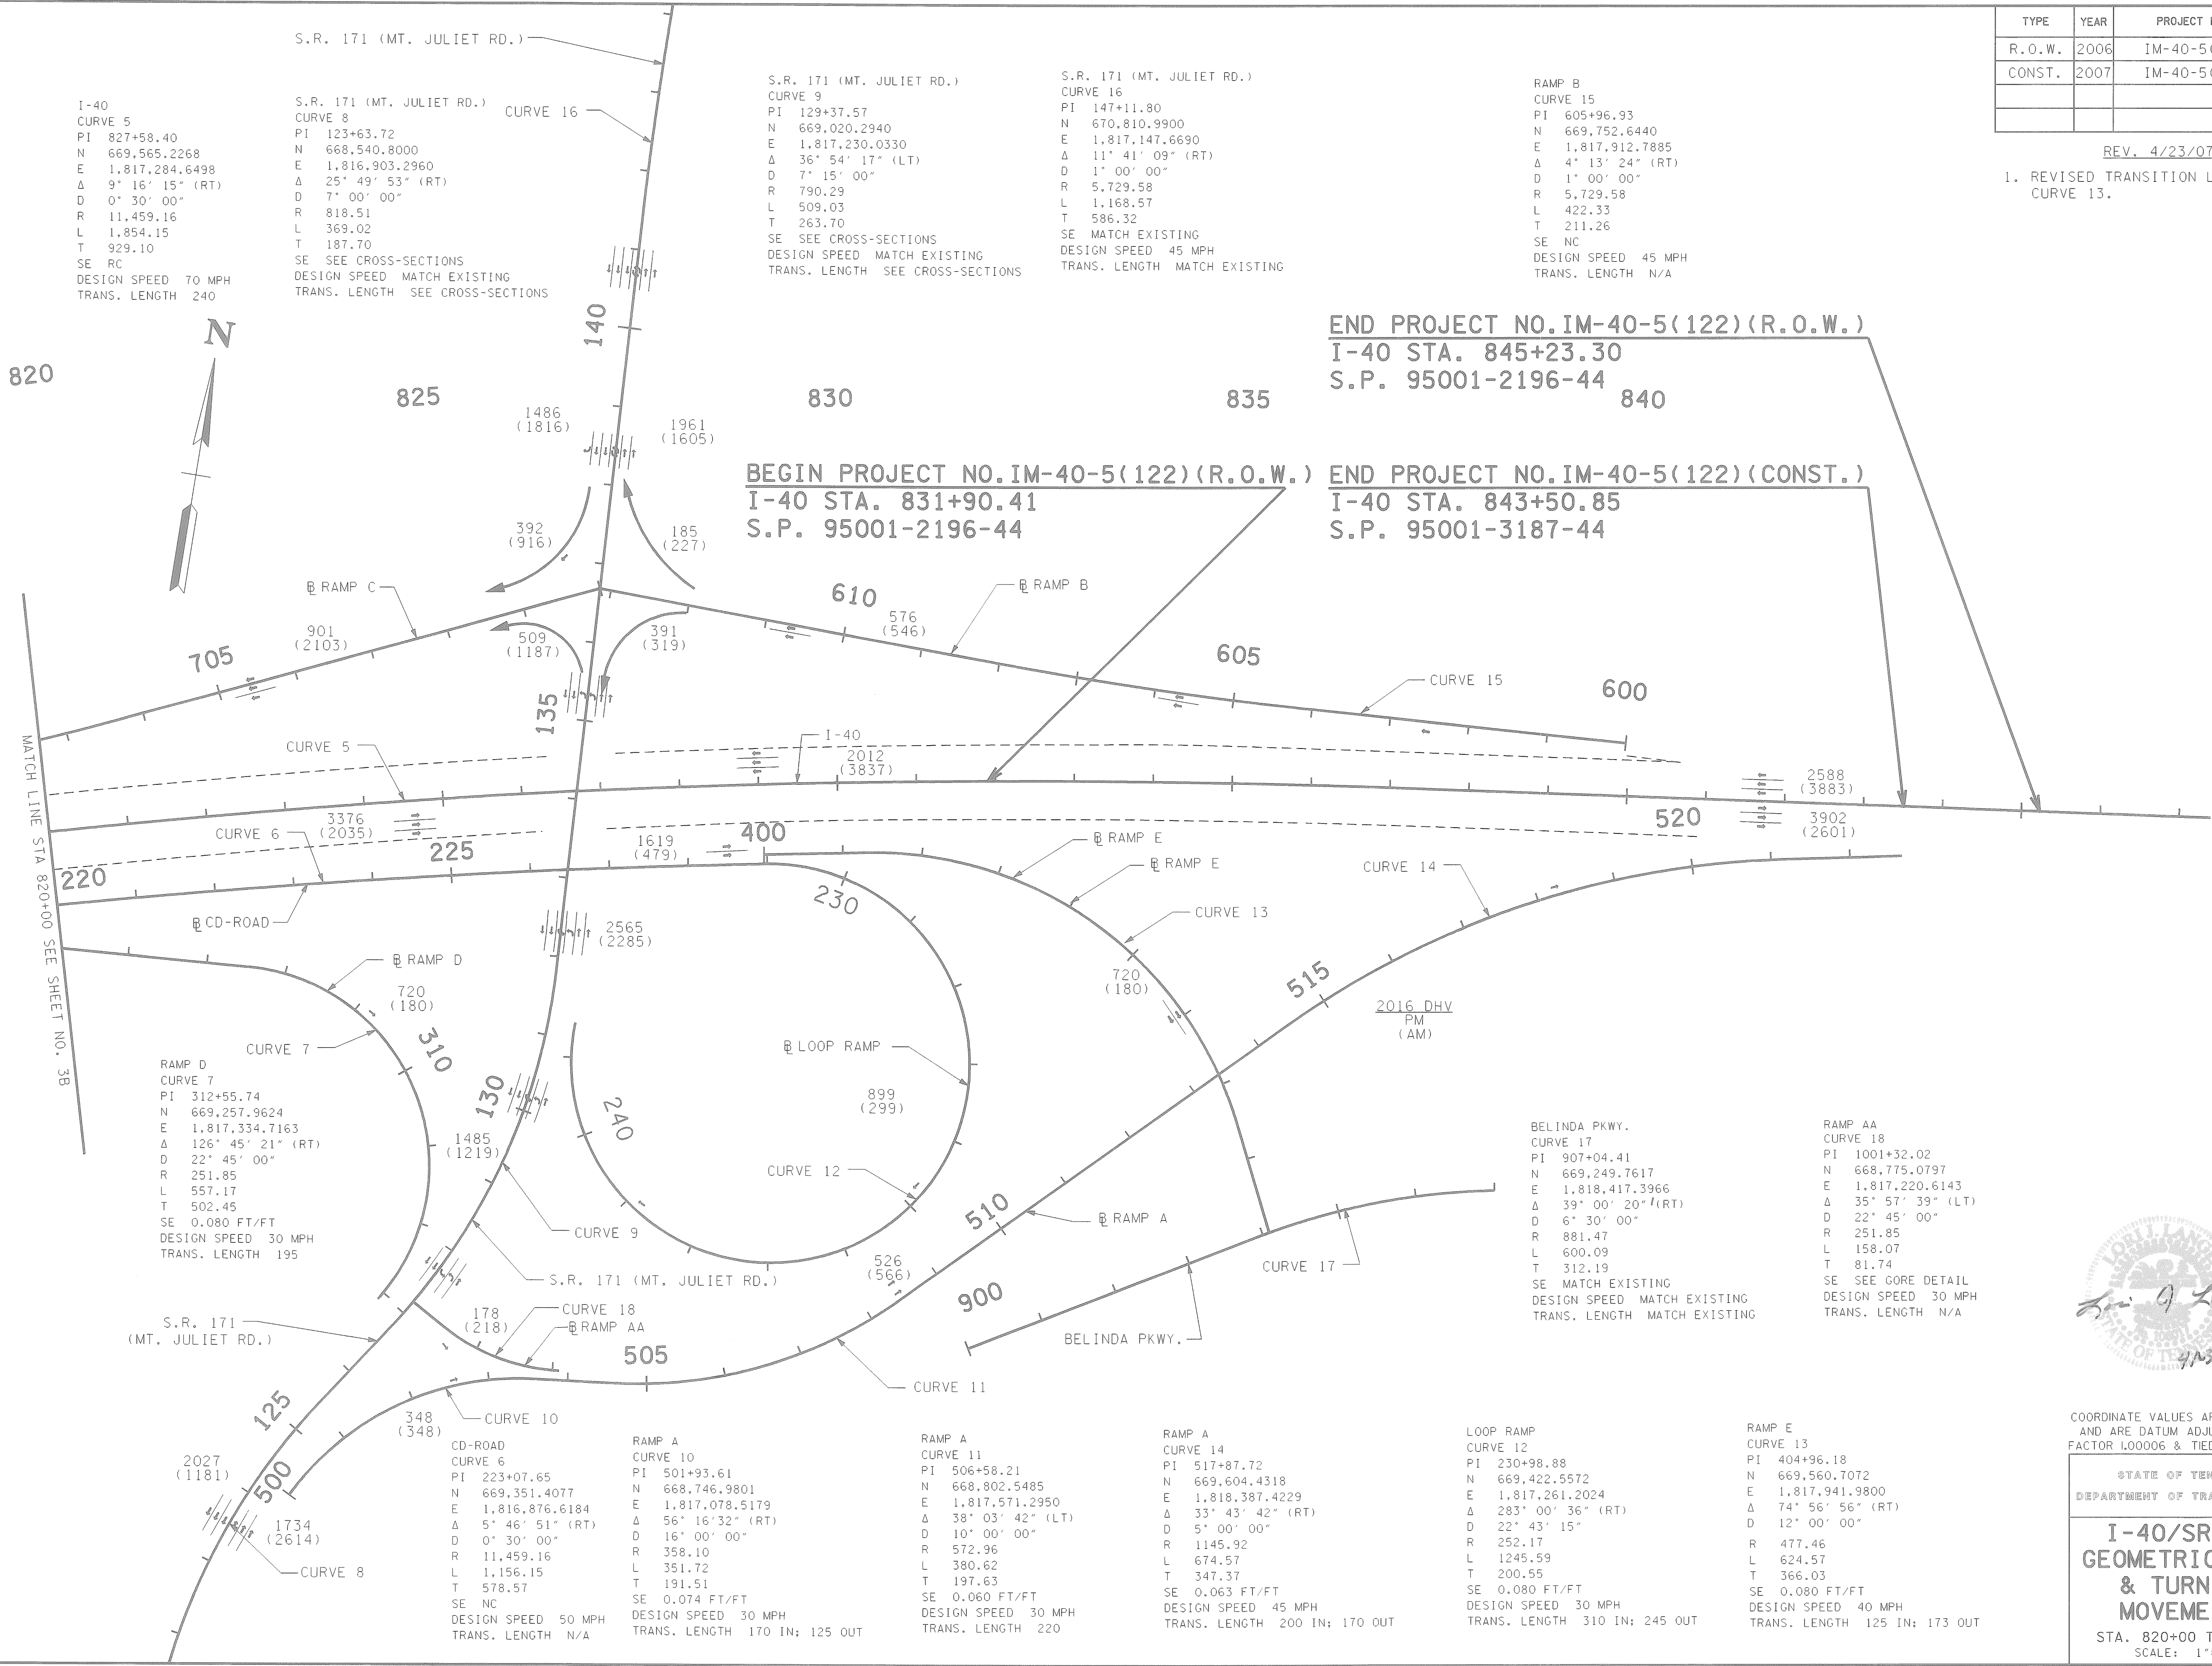 TYPE YEAR PROJECT
R.O.W. 2006 IM-40-5
CONST. 2007 IM-40-5
REV. 4/23/07
1. REVISED TRANSITION
CURVE 13.
S.R. 171 (MT. JULIET RD.)
CURVE 16
I-40
CURVE 5
PI 827+58.40
N 669,565.2268
E 1,817,284.6498
Δ 9° 16' 15" (RT)
D 0° 30' 00"
R 11,459.16
L 1,854.15
T 929.10
SE RC
DESIGN SPEED 70 MPH
TRANS. LENGTH 240
S.R. 171 (MT. JULIET RD.)
CURVE 8
PI 123+63.72
N 668,540.8000
E 1,816,903.2960
Δ 25° 49' 53" (RT)
D 7° 00' 00"
R 818.51
L 369.02
T 187.70
SE SEE CROSS-SECTIONS
DESIGN SPEED MATCH EXISTING
TRANS. LENGTH SEE CROSS-SECTIONS
S.R. 171 (MT. JULIET RD.)
CURVE 9
PI 129+37.57
N 669,020.2940
E 1,817,230.0330
Δ 36° 54' 17" (LT)
D 7° 15' 00"
R 790.29
L 509.03
T 263.70
SE SEE CROSS-SECTIONS
DESIGN SPEED MATCH EXISTING
TRANS. LENGTH SEE CROSS-SECTIONS
S.R. 171 (MT. JULIET RD.)
CURVE 16
PI 147+11.80
N 670,810.9900
E 1,817,147.6690
Δ 11° 41' 09" (RT)
D 1° 00' 00"
R 5,729.58
L 1,168.57
T 586.32
SE MATCH EXISTING
DESIGN SPEED 45 MPH
TRANS. LENGTH MATCH EXISTING
RAMP B
CURVE 15
PI 605+96.93
N 669,752.6440
E 1,817,912.7885
Δ 4° 13' 24" (RT)
D 1° 00' 00"
R 5,729.58
L 422.33
T 211.26
SE NC
DESIGN SPEED 45 MPH
TRANS. LENGTH N/A
N
140
END PROJECT NO.IM-40-5(122)(R.O.W.)
I-40 STA. 845+23.30
S.P. 95001-2196-44
820
825
830
835
840
1486
(1816)
1961
(1605)
BEGIN PROJECT NO.IM-40-5(122)(R.O.W.)
I-40 STA. 831+90.41
S.P. 95001-2196-44
END PROJECT NO.IM-40-5(122)(CONST.)
I-40 STA. 843+50.85
S.P. 95001-3187-44
392
(916)
185
(227)
℄ RAMP C
℄ RAMP B
610
901
(2103)
509
(1187)
391
(319)
576
(546)
705
605
600
135
CURVE 15
CURVE 5
I-40
2012
(3837)
2588
(3883)
MATCH LINE STA 820+00 SEE SHEET NO. 3B
3376
(2035)
CURVE 6
1619
(479)
400
520
3902
(2601)
225
220
℄ RAMP E
℄ RAMP E
CURVE 14
230
CURVE 13
℄ CD-ROAD
2565
(2285)
℄ RAMP D
720
(180)
720
(180)
515
2016 DHV
PM
(AM)
CURVE 7
310
℄ LOOP RAMP
130
240
899
(299)
RAMP D
CURVE 7
PI 312+55.74
N 669,257.9624
E 1,817,334.7163
Δ 126° 45' 21" (RT)
D 22° 45' 00"
R 251.85
L 557.17
T 502.45
SE 0.080 FT/FT
DESIGN SPEED 30 MPH
TRANS. LENGTH 195
1485
(1219)
CURVE 12
510
℄ RAMP A
CURVE 9
526
(566)
CURVE 17
900
S.R. 171 (MT. JULIET RD.)
BELINDA PKWY.
CURVE 17
PI 907+04.41
N 669,249.7617
E 1,818,417.3966
Δ 39° 00' 20" (RT)
D 6° 30' 00"
R 881.47
L 600.09
T 312.19
SE MATCH EXISTING
DESIGN SPEED MATCH EXISTING
TRANS. LENGTH MATCH EXISTING
RAMP AA
CURVE 18
PI 1001+32.02
N 668,775.0797
E 1,817,220.6143
Δ 35° 57' 39" (LT)
D 22° 45' 00"
R 251.85
L 158.07
T 81.74
SE SEE GORE DETAIL
DESIGN SPEED 30 MPH
TRANS. LENGTH N/A
S.R. 171
(MT. JULIET RD.)
178
(218)
CURVE 18
℄ RAMP AA
505
BELINDA PKWY.
CURVE 11
125
348
(348)
CURVE 10
2027
(1181)
500
1734
(2614)
CURVE 8
CD-ROAD
CURVE 6
PI 223+07.65
N 669,351.4077
E 1,816,876.6184
Δ 5° 46' 51" (RT)
D 0° 30' 00"
R 11,459.16
L 1,156.15
T 578.57
SE NC
DESIGN SPEED 50 MPH
TRANS. LENGTH N/A
RAMP A
CURVE 10
PI 501+93.61
N 668,746.9801
E 1,817,078.5179
Δ 56° 16'32" (RT)
D 16° 00' 00"
R 358.10
L 351.72
T 191.51
SE 0.074 FT/FT
DESIGN SPEED 30 MPH
TRANS. LENGTH 170 IN; 125 OUT
RAMP A
CURVE 11
PI 506+58.21
N 668,802.5485
E 1,817,571.2950
Δ 38° 03' 42" (LT)
D 10° 00' 00"
R 572.96
L 380.62
T 197.63
SE 0.060 FT/FT
DESIGN SPEED 30 MPH
TRANS. LENGTH 220
RAMP A
CURVE 14
PI 517+87.72
N 669,604.4318
E 1,818,387.4229
Δ 33° 43' 42" (RT)
D 5° 00' 00"
R 1145.92
L 674.57
T 347.37
SE 0.063 FT/FT
DESIGN SPEED 45 MPH
TRANS. LENGTH 200 IN; 170 OUT
LOOP RAMP
CURVE 12
PI 230+98.88
N 669,422.5572
E 1,817,261.2024
Δ 283° 00' 36" (RT)
D 22° 43' 15"
R 252.17
L 1245.59
T 200.55
SE 0.080 FT/FT
DESIGN SPEED 30 MPH
TRANS. LENGTH 310 IN; 245 OUT
RAMP E
CURVE 13
PI 404+96.18
N 669,560.7072
E 1,817,941.9800
Δ 74° 56' 56" (RT)
D 12° 00' 00"
R 477.46
L 624.57
T 366.03
SE 0.080 FT/FT
DESIGN SPEED 40 MPH
TRANS. LENGTH 125 IN; 173 OUT
COORDINATE VALUES
AND ARE DATUM
FACTOR 1.00006 & TIED
STATE OF
DEPARTMENT OF
I-40/SR
GEOMETRIC
& TURN
MOVEME
STA. 820+00
SCALE: 1"